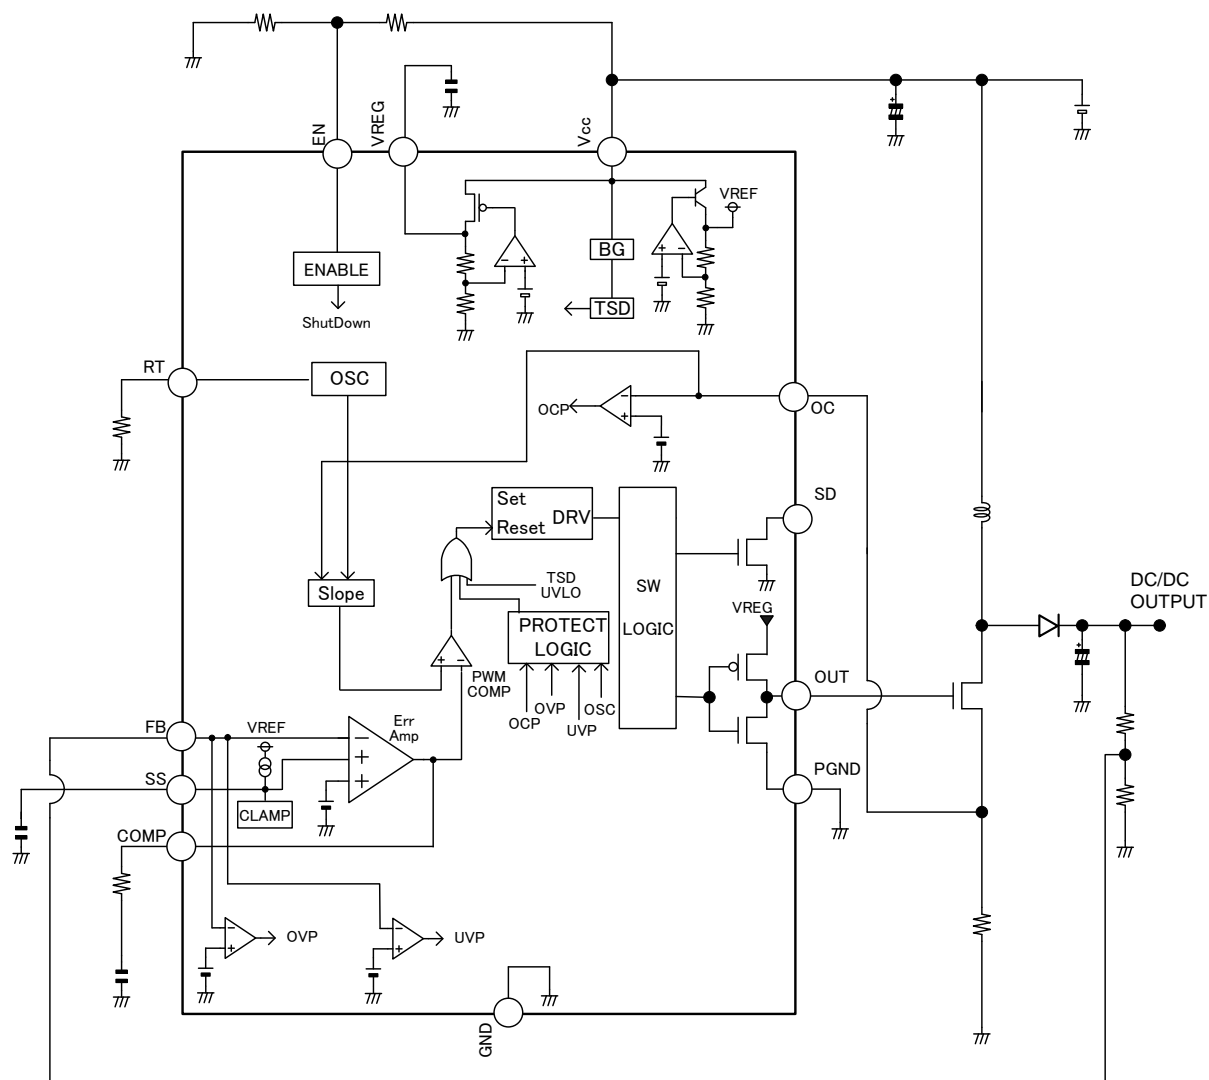 EN
VREG
Vcc
VREF
BG
ENABLE
TSD
ShutDown
RT
OSC
OCP
OC
Set
Reset
DRV
SD
TSD
UVLO
SW
LOGIC
Slope
VREG
PROTECT
LOGIC
DC/DC
OUTPUT
PWM
COMP
OUT
OCP
OVP
UVP
OSC
FB
VREF
Err
Amp
SS
PGND
CLAMP
COMP
OVP
UVP
GND
+
+
- +
+ -
-
+
+ -
-
+
+
-
+
-
+